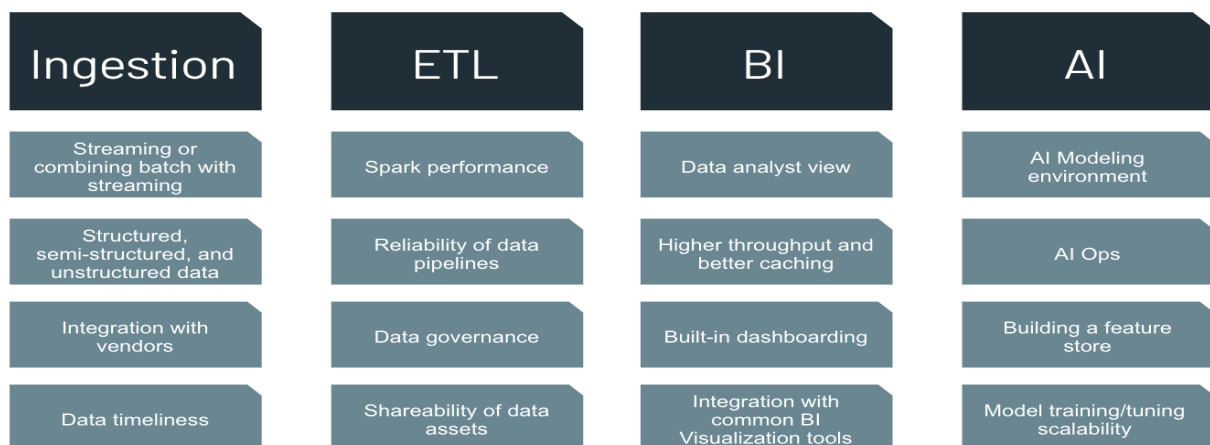 Ingestion
Streaming or
combining batch with
streaming
Structured,
semi-structured, and
unstructured data
Integration with
vendors
Data timeliness
ETL
Spark performance
Reliability of data
pipelines
Data governance
Shareability of data
assets
BI
Data analyst view
Higher throughput and
better caching
Built-in dashboarding
Integration with
common BI
Visualization tools
AI
AI Modeling
environment
AI Ops
Building a feature
store
Model training/tuning
scalability